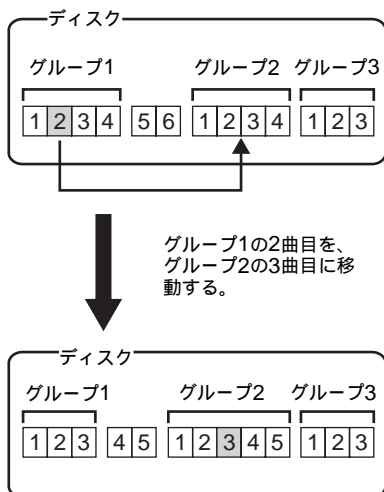 ディスク
グループ1 グループ2 グループ3
1 2 3 4 5 6 1 2 3 4 1 2 3
グループ1の2曲目を、
グループ2の3曲目に移
動する。
ディスク
グループ1 グループ2 グループ3
1 2 3 4 5 1 2 3 4 5 1 2 3